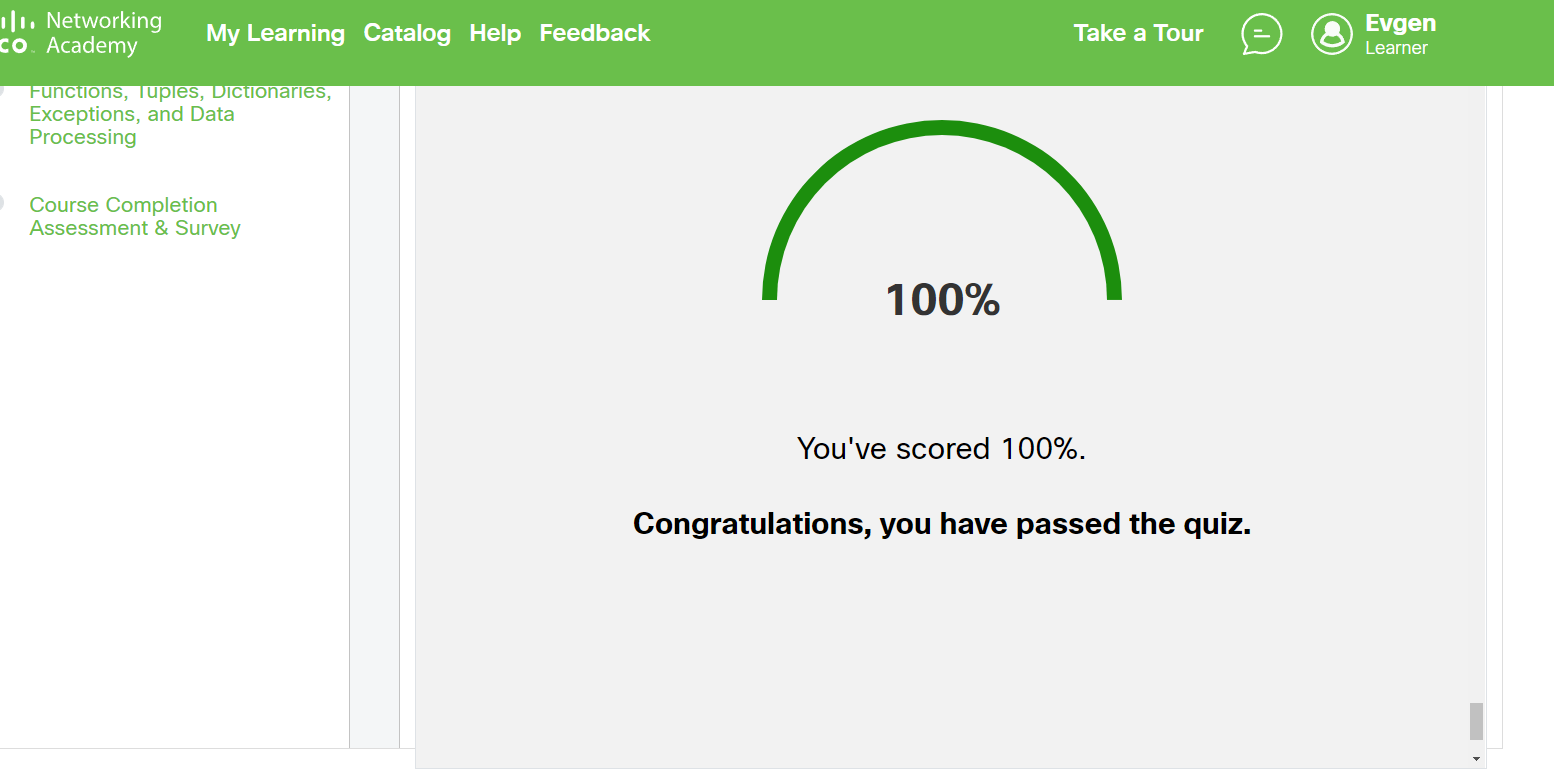 Networking
Academy
CO
My Learning
Catalog
Help
Feedback
Take a Tour
Evgen
Learner
Functions, Tuples, Dictionaries,
Exceptions, and Data
Processing
Course Completion
Assessment & Survey
100%
You've scored 100%.
Congratulations, you have passed the quiz.